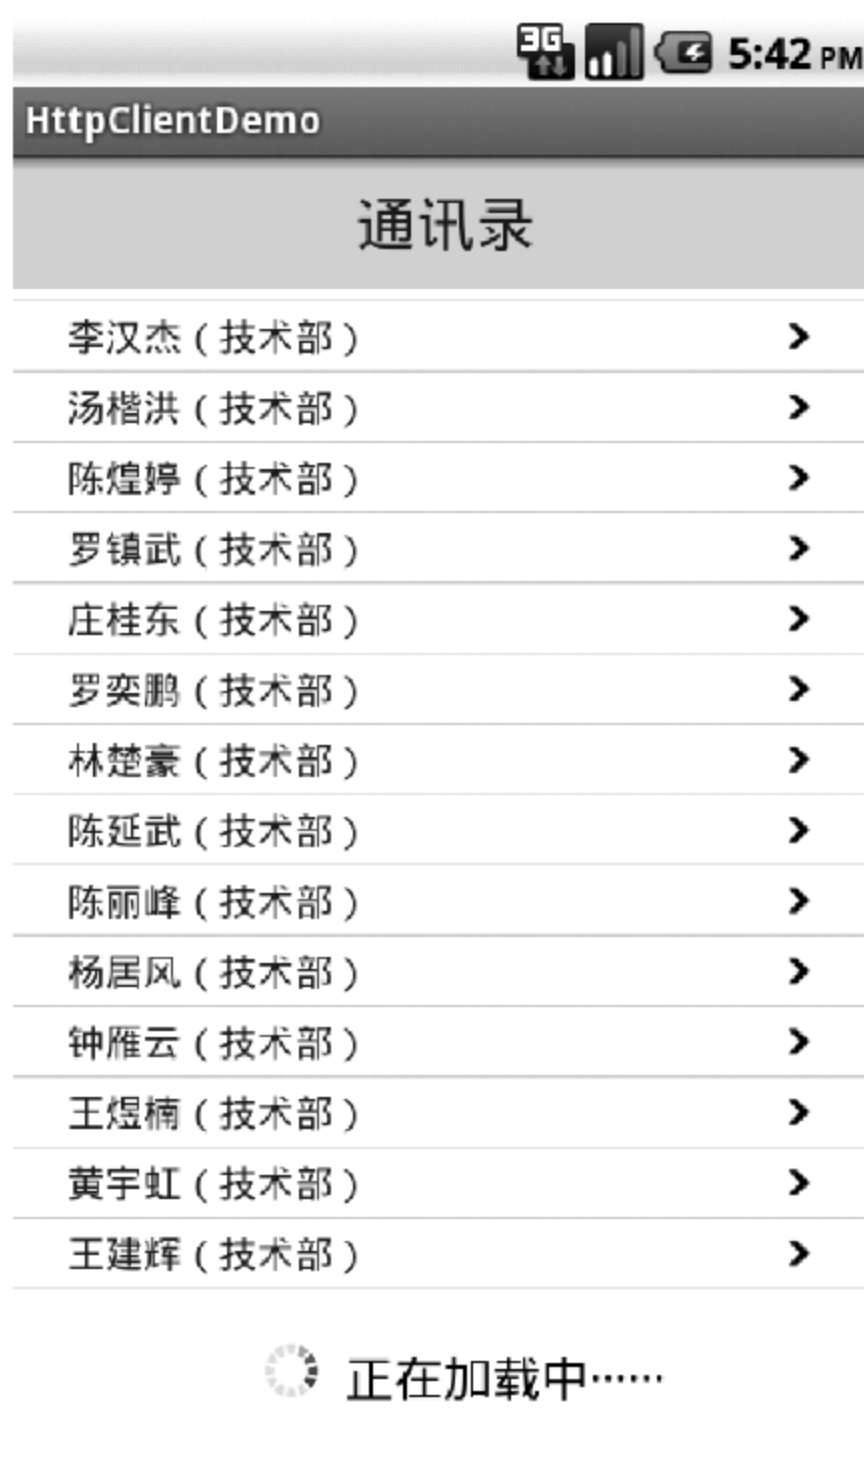 3G 5:42 PM
HttpClientDemo
通讯录
李汉杰（技术部）
汤楷洪（技术部）
陈煌婷（技术部）
罗镇武（技术部）
庄桂东（技术部）
罗奕鹏（技术部）
林楚豪（技术部）
陈延武（技术部）
陈丽峰（技术部）
杨居风（技术部）
钟雁云（技术部）
王煜楠（技术部）
黄宇虹（技术部）
王建辉（技术部）
正在加载中……